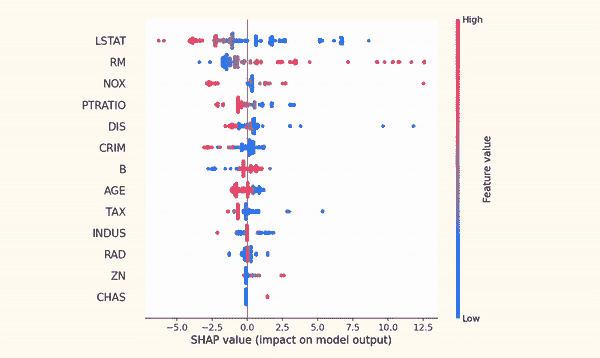 High
LSTAT
RM
NOX
PTRATIO
DIS
CRIM
B
AGE
TAX
INDUS
RAD
ZN
CHAS
Feature value
Low
−5.0 −2.5 0.0 2.5 5.0 7.5 10.0 12.5
SHAP value (impact on model output)